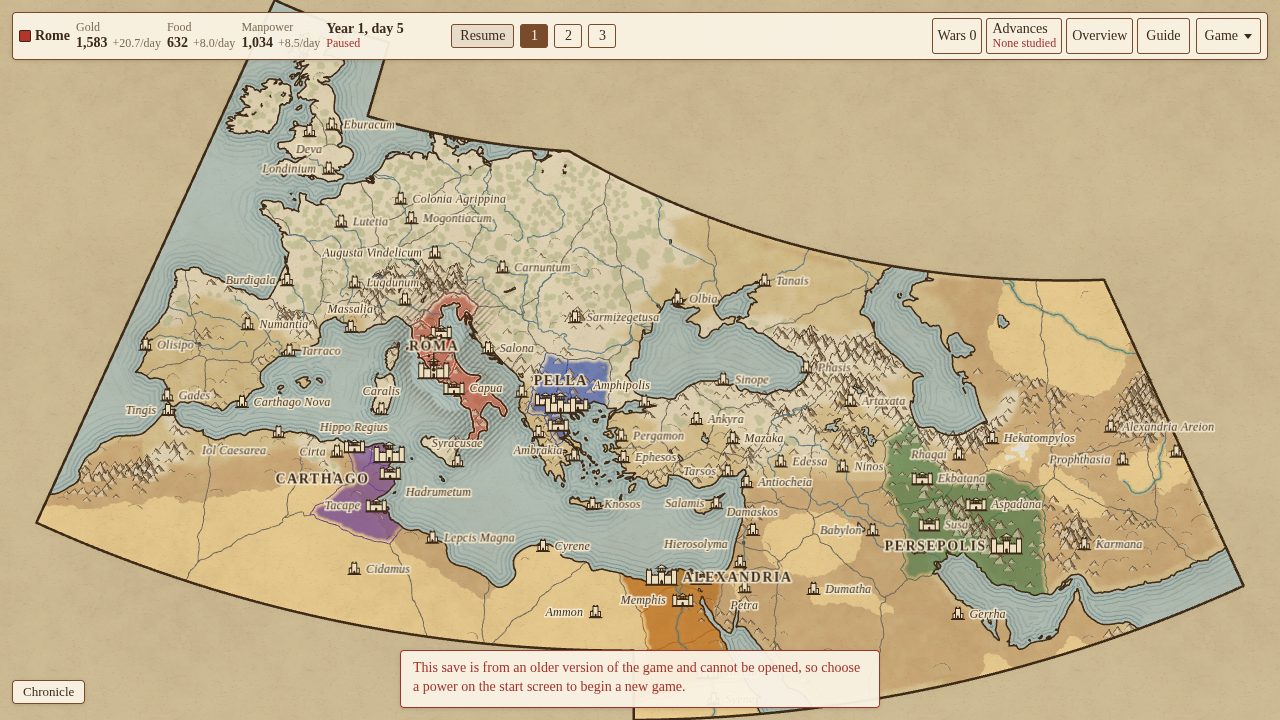 Rome
Gold
1,583 +20.7/day
Food
632 +8.0/day
Manpower
1,034 +8.5/day
Year 1, day 5
Paused
Resume
1
2
3
Wars 0
Advances
None studied
Overview
Guide
Game
Eburacum
Deva
Londinium
Colonia Agrippina
Lutetia
Mogontiacum
Augusta Vindelicum
Carnuntum
Burdigala
Lugdunum
Tanais
Olbia
Massalia
Numantia
Sarmizegetusa
Olisipo
Tarraco
ROMA
Salona
Phasis
PELLA
Amphipolis
Sinope
Capua
Caralis
Gades
Carthago Nova
Artaxata
Tingis
Ankyra
Hippo Regius
Pergamon
Mazaka
Hekatompylos
Alexandria Areion
Iol Caesarea
Cirta
Syracusae
Ambrakia
Ephesos
Edessa
Ninos
Rhagai
Prophthasia
Tarsos
CARTHAGO
Antiocheia
Ekbatana
Hadrumetum
Tacape
Knosos
Salamis
Damaskos
Aspadana
Babylon
Susa
Lepcis Magna
Cyrene
Hierosolyma
PERSEPOLIS
Karmana
Cidamus
ALEXANDRIA
Dumatha
Memphis
Petra
Ammon
Gerrha
This save is from an older version of the game and cannot be opened, so choose
a power on the start screen to begin a new game.
Chronicle